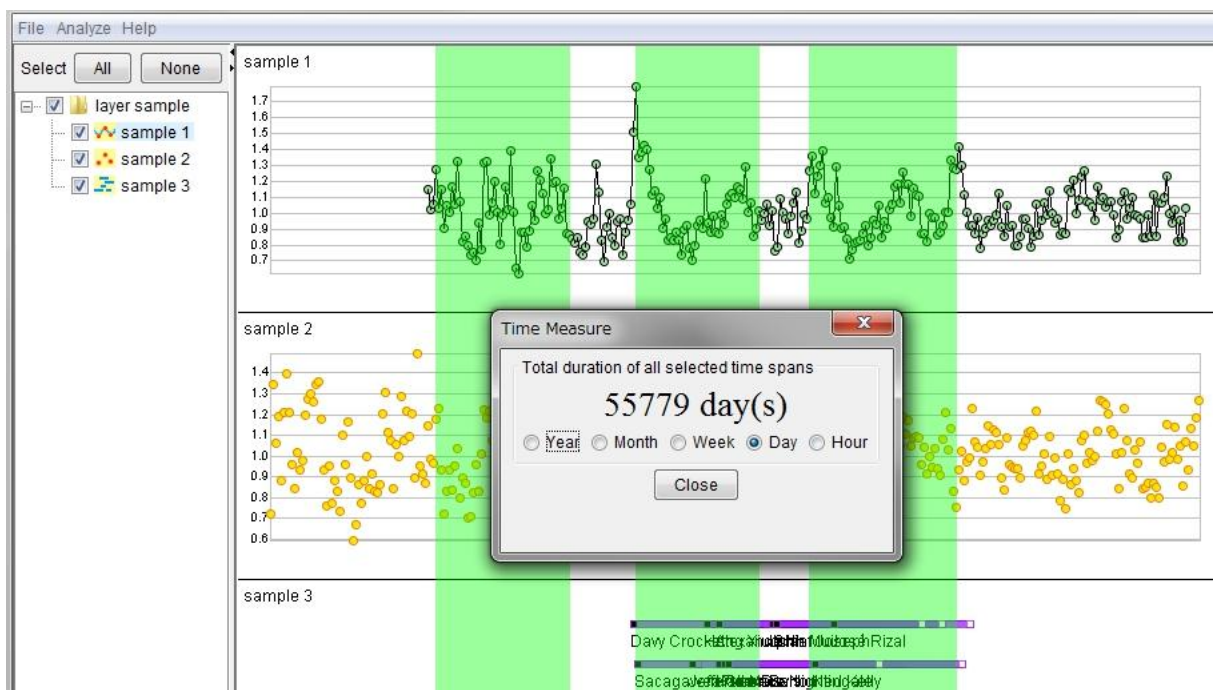 File Analyze Help
Select All None
layer sample
sample 1
sample 2
sample 3
sample 1
1.7
1.6
1.5
1.4
1.3
1.2
1.1
1.0
0.9
0.8
0.7
sample 2
1.4
1.3
1.2
1.1
1.0
0.9
0.8
0.7
0.6
Time Measure
Total duration of all selected time spans
55779 day(s)
Year Month Week Day Hour
Close
sample 3
Davy Crockett Rizal